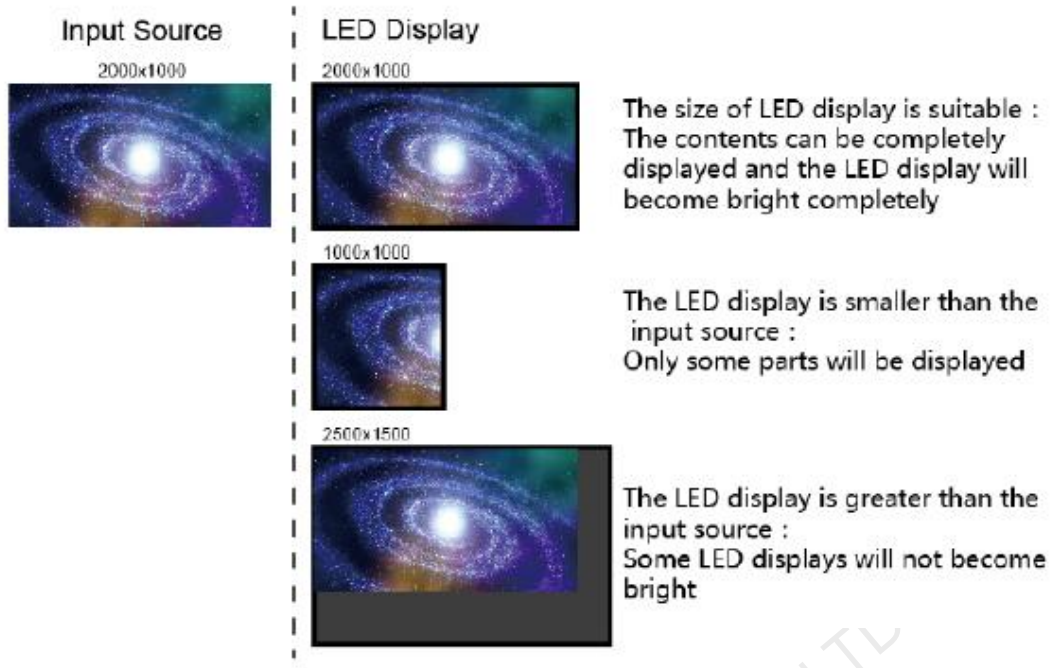 Input Source
LED Display
2000x1000
2000x1000
The size of LED display is suitable :
The contents can be completely
displayed and the LED display will
become bright completely
1000x1000
The LED display is smaller than the
input source :
Only some parts will be displayed
2500x1500
The LED display is greater than the
input source :
Some LED displays will not become
bright